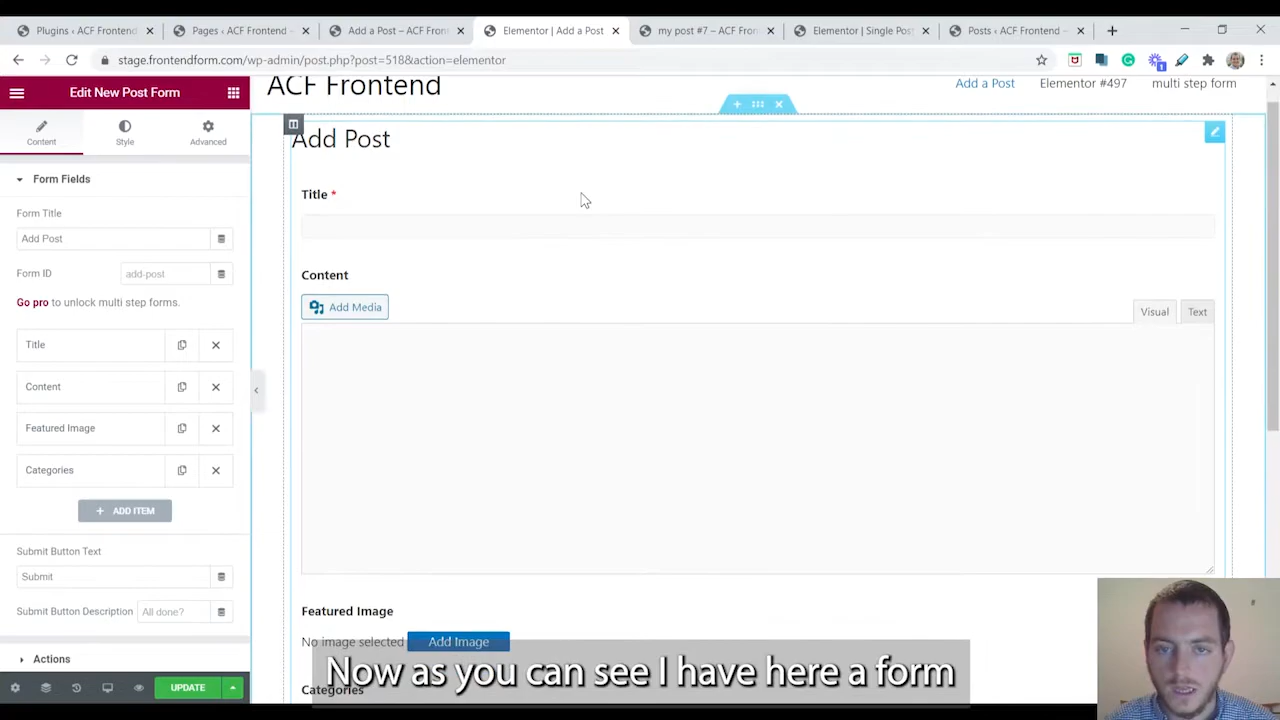 Plugins ‹ ACF Frontend
Pages ‹ ACF Frontend -
Add a Post – ACF Front
Elementor | Add a Post
my post #7 – ACF Front
Elementor | Single Pos
Posts ‹ ACF Frontend —
stage.frontendform.com/wp-admin/post.php?post=518&action=elementor
Edit New Post Form
ACF Frontend
Add a Post
Elementor #497
multi step form
Content
Style
Advanced
Form Fields
Form Title
Add Post
Form ID
add-post
Go pro to unlock multi step forms.
Title
Content
Featured Image
Categories
+ ADD ITEM
Submit Button Text
Submit
Submit Button Description
All done?
Actions
UPDATE
Add Post
Title *
Content
Add Media
Visual
Text
Featured Image
No image selected
Add Image
Categories
Now as you can see I have here a form